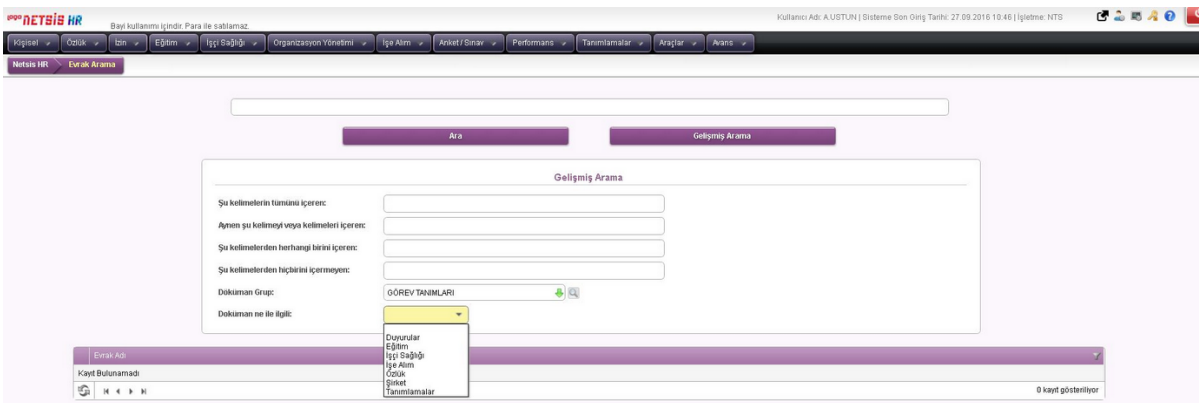 logo NETSİS HR
Bayi kullanımı içindir. Para ile satılamaz.
Kullanıcı Adı: A.USTUN | Sisteme Son Giriş Tarihi: 27.09.2016 10:46 | İşletme: NTS
Kişisel Özlük İzin Eğitim İşçi Sağlığı Organizasyon Yönetimi İşe Alım Anket / Sınav Performans Tanımlamalar Araçlar Avans
Netsis HR Evrak Arama
Ara Gelişmiş Arama
Gelişmiş Arama
Şu kelimelerin tümünü içeren:
Aynen şu kelimeyi veya kelimeleri içeren:
Şu kelimelerden herhangi birini içeren:
Şu kelimelerden hiçbirini içermeyen:
Döküman Grup: GÖREV TANIMLARI
Doküman ne ile ilgili:
Duyurular
Eğitim
İşçi Sağlığı
İşe Alım
Özlük
Şirket
Tanımlamalar
Evrak Adı
Kayıt Bulunamadı
0 kayıt gösteriliyor